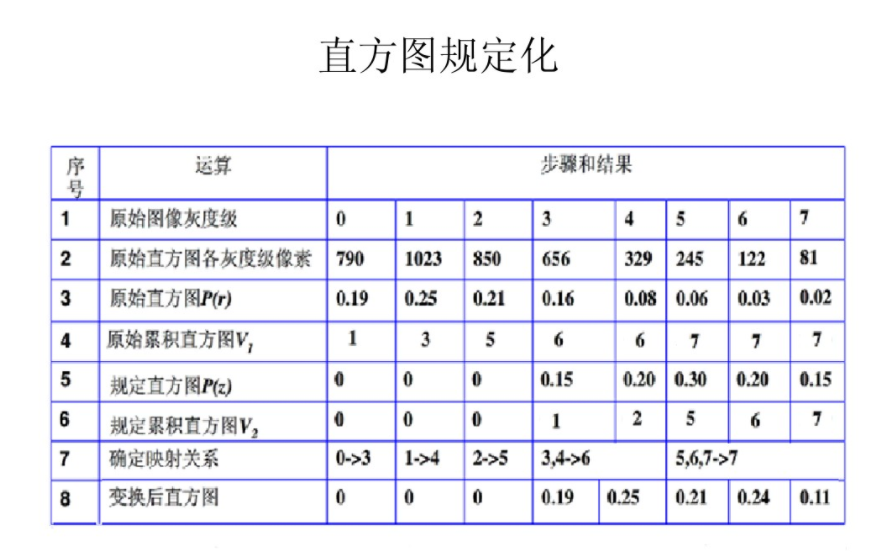 直方图规定化
序号 运算 步骤和结果
1 原始图像灰度级 0 1 2 3 4 5 6 7
2 原始直方图各灰度级像素 790 1023 850 656 329 245 122 81
3 原始直方图P(r) 0.19 0.25 0.21 0.16 0.08 0.06 0.03 0.02
4 原始累积直方图V1 1 3 5 6 6 7 7 7
5 规定直方图P(z) 0 0 0 0.15 0.20 0.30 0.20 0.15
6 规定累积直方图V2 0 0 0 1 2 5 6 7
7 确定映射关系 0->3 1->4 2->5 3,4->6 5,6,7->7
8 变换后直方图 0 0 0 0.19 0.25 0.21 0.24 0.11